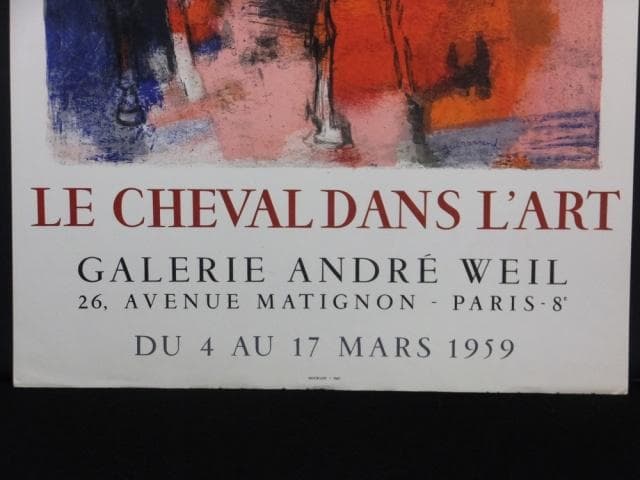 LE CHEVAL DANS L'ART
GALERIE ANDRÉ WEIL
26, AVENUE MATIGNON - PARIS-8ᵉ
DU 4 AU 17 MARS 1959